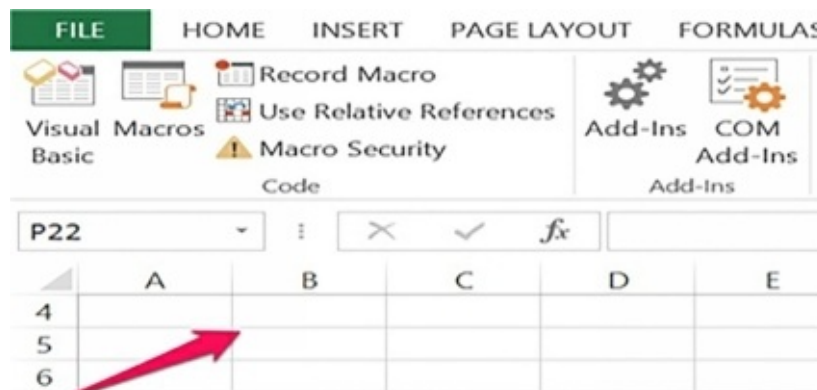 FILE HOME INSERT PAGE LAYOUT FORMULAS
Record Macro
Use Relative References
Macro Security
Visual Basic
Macros
Code
Add-Ins
COM Add-Ins
Add-Ins
P22 fx
A B C D E
4
5
6